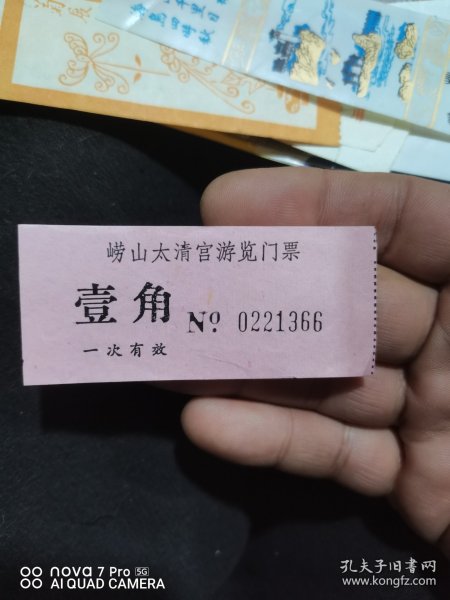 崂山太清宫游览门票
壹角
No. 0221366
一次有效
nova 7 Pro 5G
AI QUAD CAMERA
孔夫子旧书网
www.kongfz.com